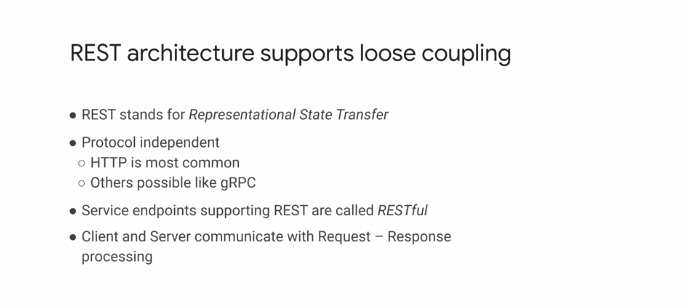 REST architecture supports loose coupling
● REST stands for Representational State Transfer
● Protocol independent
○ HTTP is most common
○ Others possible like gRPC
● Service endpoints supporting REST are called RESTful
● Client and Server communicate with Request – Response
processing